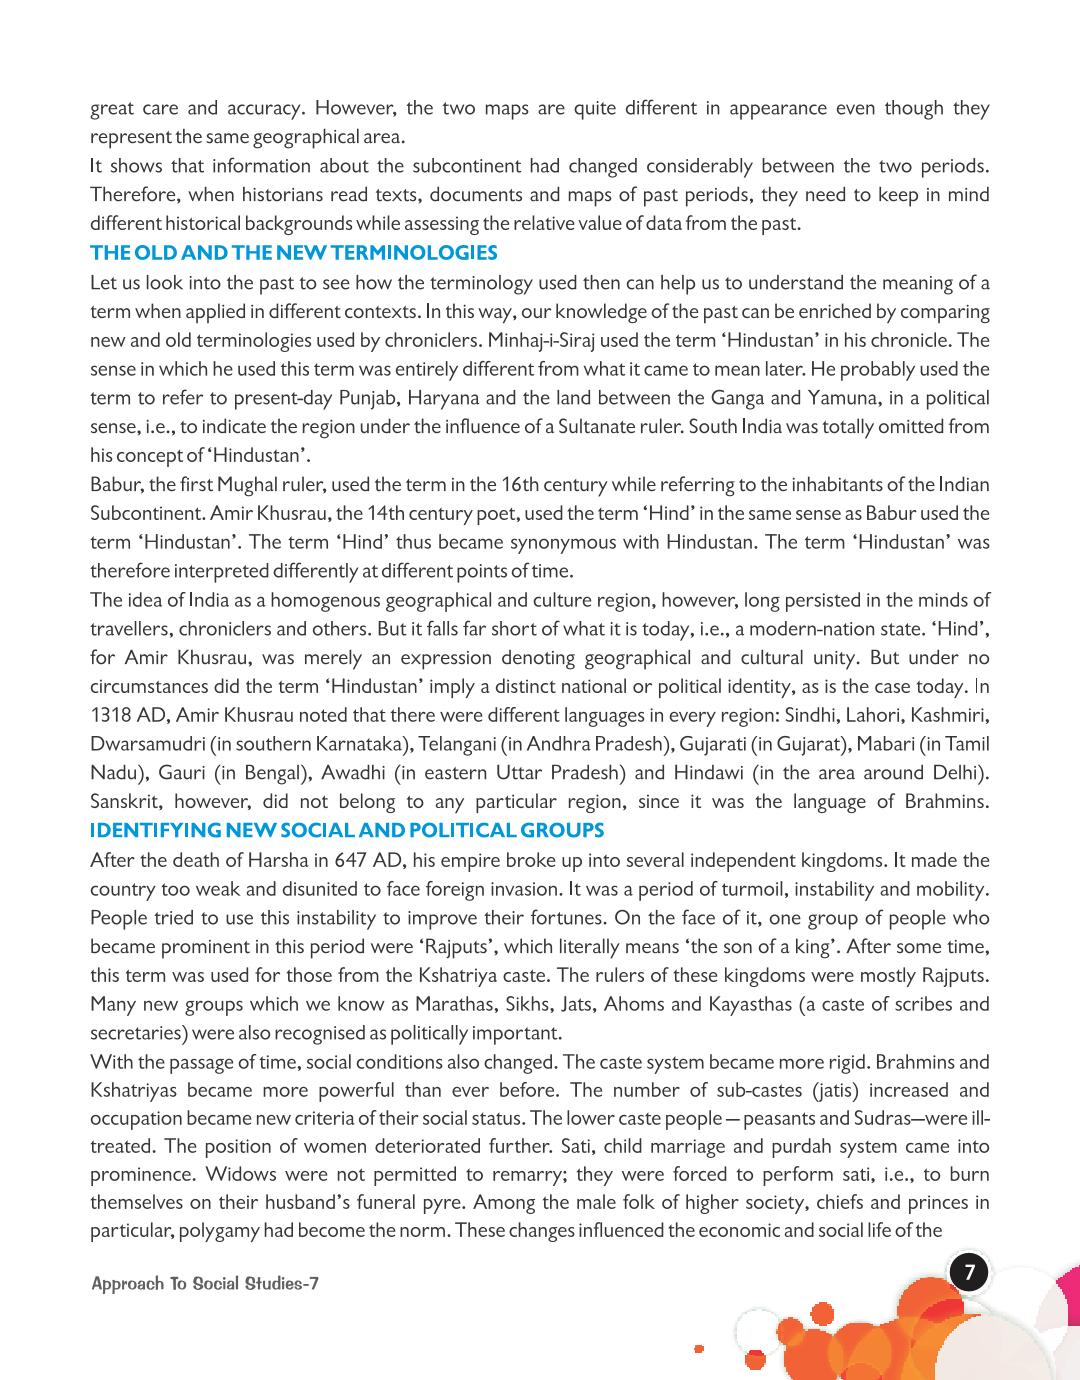 great care and accuracy. However, the two maps are quite different in appearance even though they
represent the same geographical area.
It shows that information about the subcontinent had changed considerably between the two periods.
Therefore, when historians read texts, documents and maps of past periods, they need to keep in mind
different historical backgrounds while assessing the relative value of data from the past.
THE OLD AND THE NEW TERMINOLOGIES
Let us look into the past to see how the terminology used then can help us to understand the meaning of a
term when applied in different contexts. In this way, our knowledge of the past can be enriched by comparing
new and old terminologies used by chroniclers. Minhaj-i-Siraj used the term ‘Hindustan’ in his chronicle. The
sense in which he used this term was entirely different from what it came to mean later. He probably used the
term to refer to present-day Punjab, Haryana and the land between the Ganga and Yamuna, in a political
sense, i.e., to indicate the region under the influence of a Sultanate ruler. South India was totally omitted from
his concept of ‘Hindustan’.
Babur, the first Mughal ruler, used the term in the 16th century while referring to the inhabitants of the Indian
Subcontinent. Amir Khusrau, the 14th century poet, used the term ‘Hind’ in the same sense as Babur used the
term ‘Hindustan’. The term ‘Hind’ thus became synonymous with Hindustan. The term ‘Hindustan’ was
therefore interpreted differently at different points of time.
The idea of India as a homogenous geographical and culture region, however, long persisted in the minds of
travellers, chroniclers and others. But it falls far short of what it is today, i.e., a modern-nation state. ‘Hind’,
for Amir Khusrau, was merely an expression denoting geographical and cultural unity. But under no
circumstances did the term ‘Hindustan’ imply a distinct national or political identity, as is the case today. In
1318 AD, Amir Khusrau noted that there were different languages in every region: Sindhi, Lahori, Kashmiri,
Dwarsamudri (in southern Karnataka), Telangani (in Andhra Pradesh), Gujarati (in Gujarat), Mabari (in Tamil
Nadu), Gauri (in Bengal), Awadhi (in eastern Uttar Pradesh) and Hindawi (in the area around Delhi).
Sanskrit, however, did not belong to any particular region, since it was the language of Brahmins.
IDENTIFYING NEW SOCIAL AND POLITICAL GROUPS
After the death of Harsha in 647 AD, his empire broke up into several independent kingdoms. It made the
country too weak and disunited to face foreign invasion. It was a period of turmoil, instability and mobility.
People tried to use this instability to improve their fortunes. On the face of it, one group of people who
became prominent in this period were ‘Rajputs’, which literally means ‘the son of a king’. After some time,
this term was used for those from the Kshatriya caste. The rulers of these kingdoms were mostly Rajputs.
Many new groups which we know as Marathas, Sikhs, Jats, Ahoms and Kayasthas (a caste of scribes and
secretaries) were also recognised as politically important.
With the passage of time, social conditions also changed. The caste system became more rigid. Brahmins and
Kshatriyas became more powerful than ever before. The number of sub-castes (jatis) increased and
occupation became new criteria of their social status. The lower caste people — peasants and Sudras—were ill-
treated. The position of women deteriorated further. Sati, child marriage and purdah system came into
prominence. Widows were not permitted to remarry; they were forced to perform sati, i.e., to burn
themselves on their husband’s funeral pyre. Among the male folk of higher society, chiefs and princes in
particular, polygamy had become the norm. These changes influenced the economic and social life of the
Approach To Social Studies-7
7